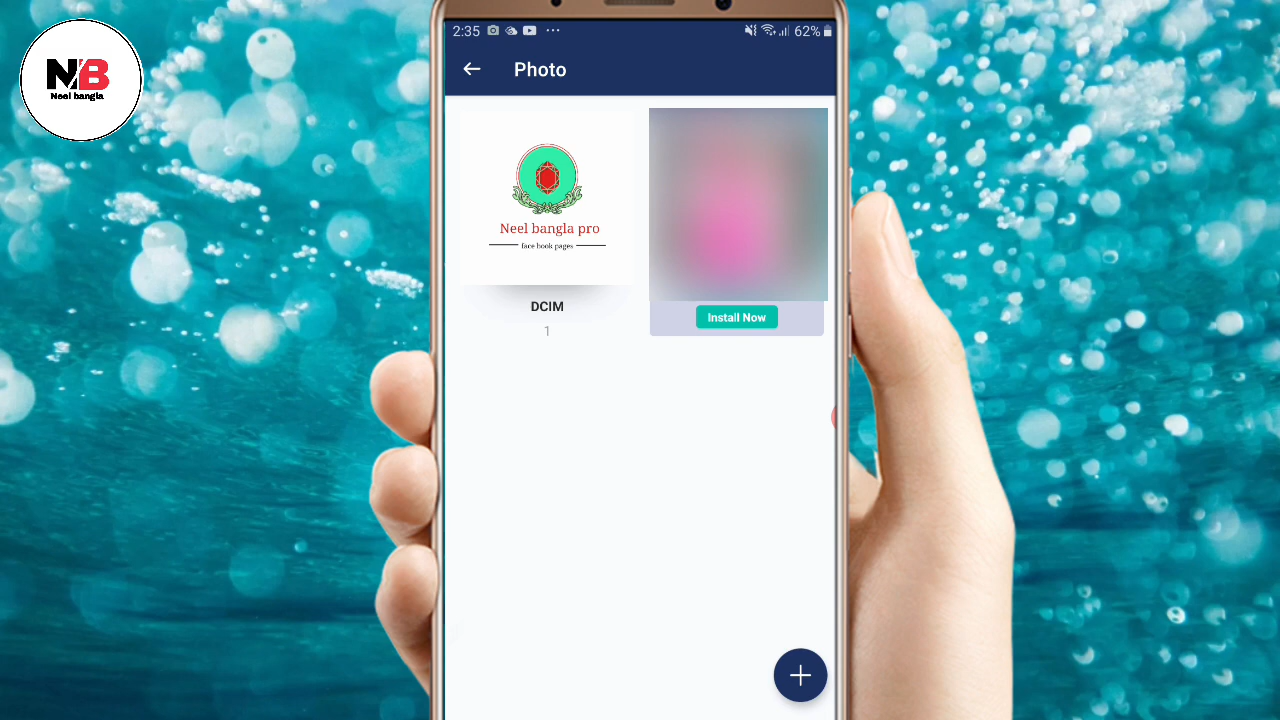 NB
Neel bangla
2:35
62%
Photo
Neel bangla pro
face book pages
DCIM
1
Install Now